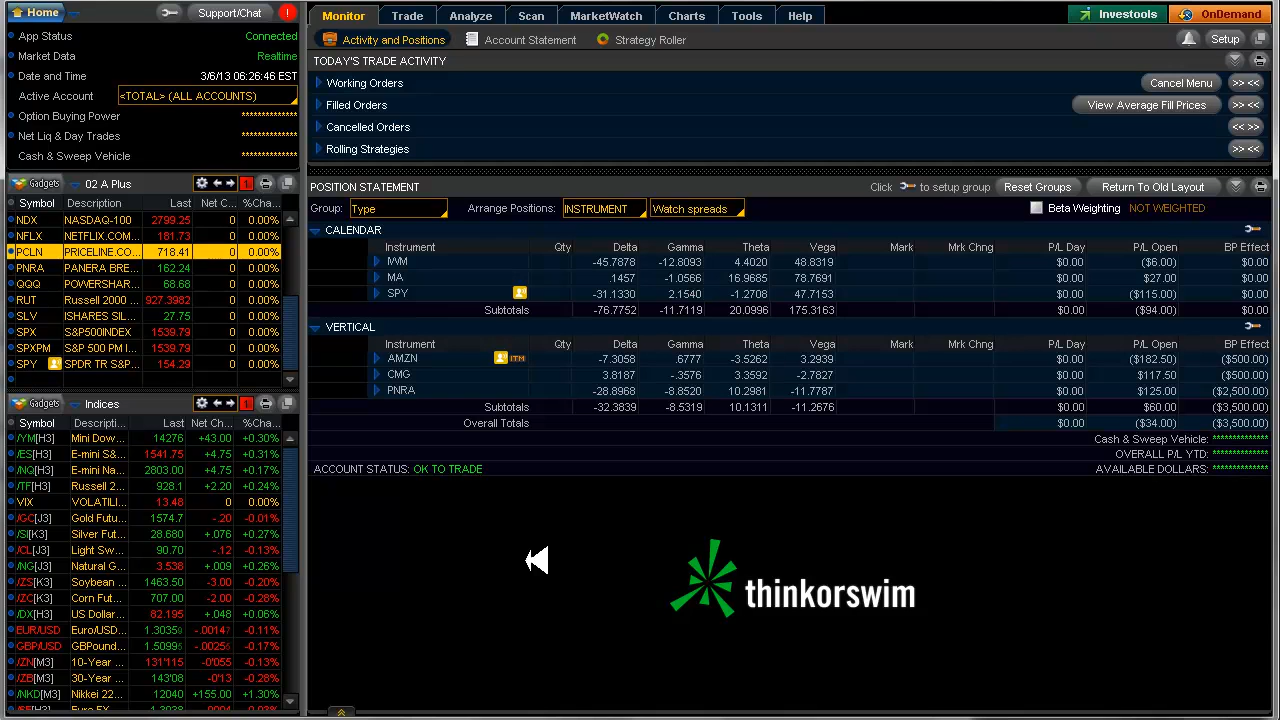 Home Support/Chat !
App Status Connected
Market Data Realtime
Date and Time 3/6/13 06:26:46 EST
Active Account <TOTAL> (ALL ACCOUNTS)
Option Buying Power *************
Net Liq & Day Trades *************
Cash & Sweep Vehicle *************
Gadgets 02 A Plus 1
Symbol Description Last Net C... %Cha...
NDX NASDAQ-100 2799.25 0 0.00%
NFLX NETFLIX.COM... 181.73 0 0.00%
PCLN PRICELINE.CO... 718.41 0 0.00%
PNRA PANERA BRE... 162.24 0 0.00%
QQQ POWERSHAR... 68.68 0 0.00%
RUT Russell 2000 ... 927.3982 0 0.00%
SLV ISHARES SIL... 27.75 0 0.00%
SPX S&P500INDEX 1539.79 0 0.00%
SPXPM S&P 500 PM I... 1539.79 0 0.00%
SPY SPDR TR S&P... 154.29 0 0.00%
Gadgets Indices 1
Symbol Descripti... Last Net Ch... %Cha...
/YM[H3] Mini Dow... 14276 +43.00 +0.30%
/ES[H3] E-mini S&... 1541.75 +4.75 +0.31%
/NQ[H3] E-mini Na... 2803.00 +4.75 +0.17%
/TF[H3] Russell 2... 928.1 +2.20 +0.24%
VIX VOLATILI... 13.48 0 0.00%
/GC[J3] Gold Futu... 1574.7 -.20 -0.01%
/SI[K3] Silver Fut... 28.680 +.076 +0.27%
/CL[J3] Light Sw... 90.70 -.12 -0.13%
/NG[J3] Natural G... 3.536 +.009 +0.26%
/ZS[K3] Soybean ... 1463.50 -3.00 -0.20%
/ZC[K3] Corn Fut... 707.00 -2.00 -0.28%
/DX[H3] US Dollar... 82.195 +.048 +0.06%
EUR/USD Euro/USD... 1.30359 -.00147 -0.11%
GBP/USD GBPound... 1.50995 -.00255 -0.17%
/ZN[M3] 10-Year ... 131'115 -0'055 -0.13%
/ZB[M3] 30-Year ... 143'08 -0'13 -0.28%
/NKD[M3] Nikkei 22... 12040 +155.00 +1.30%
Monitor Trade Analyze Scan MarketWatch Charts Tools Help Investools OnDemand
Activity and Positions Account Statement Strategy Roller Setup
TODAY'S TRADE ACTIVITY
Working Orders Cancel Menu >> <<
Filled Orders View Average Fill Prices >> <<
Cancelled Orders << >>
Rolling Strategies >> <<
POSITION STATEMENT Click to setup group Reset Groups Return To Old Layout
Group: Type Arrange Positions: INSTRUMENT Watch spreads Beta Weighting NOT WEIGHTED
CALENDAR
Instrument Qty Delta Gamma Theta Vega Mark Mrk Chng P/L Day P/L Open BP Effect
IWM -45.7878 -12.8093 4.4020 48.8319 $0.00 ($6.00) $0.00
MA .1457 -1.0566 16.9685 78.7691 $0.00 $27.00 $0.00
SPY -31.1330 2.1540 -1.2708 47.7153 $0.00 ($115.00) $0.00
Subtotals -76.7752 -11.7119 20.0996 175.3163 $0.00 ($94.00) $0.00
VERTICAL
Instrument Qty Delta Gamma Theta Vega Mark Mrk Chng P/L Day P/L Open BP Effect
AMZN ITM .6777 -3.5262 $0.00 ($500.00)
CMG 3.8187 -.3576 3.3592 -2.7827 $0.00 $117.50 ($500.00)
PNRA -28.8968 -8.8520 10.2981 -11.7787 $0.00 $125.00 ($2,500.00)
Subtotals -32.3839 -8.5319 10.1311 -11.2676 $0.00 $60.00 ($3,500.00)
Overall Totals $0.00 ($34.00) ($3,500.00)
Cash & Sweep Vehicle: **********
OVERALL P/L YTD: **********
ACCOUNT STATUS: OK TO TRADE AVAILABLE DOLLARS: **********
thinkorswim